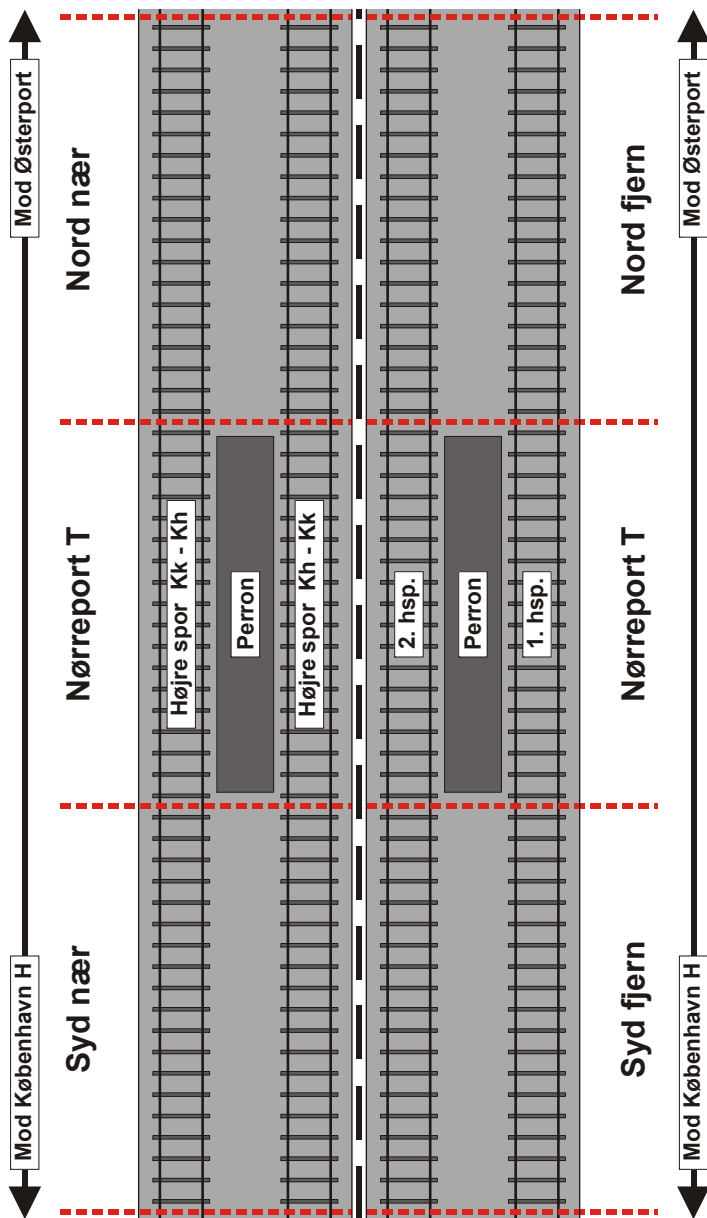 Mod København H
Mod Østerport
Syd nær
Nørreport T
Nord nær
Højre spor Kk - Kh
Perron
Højre spor Kh - Kk
2. hsp.
Perron
1. hsp.
Syd fjern
Nørreport T
Nord fjern
Mod København H
Mod Østerport